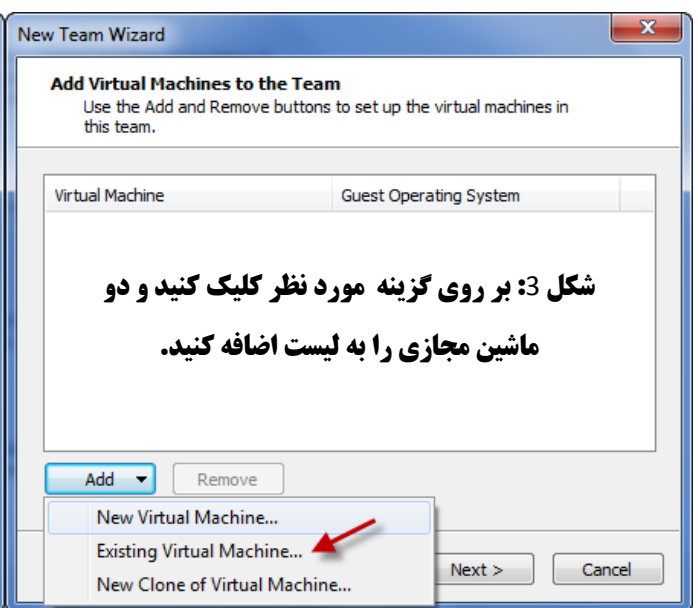 New Team Wizard
Add Virtual Machines to the Team
Use the Add and Remove buttons to set up the virtual machines in
this team.
Virtual Machine Guest Operating System
شکل 3: بر روی گزینه مورد نظر کلیک کنید و دو
ماشین مجازی را به لیست اضافه کنید.
Add Remove
New Virtual Machine...
Existing Virtual Machine...
New Clone of Virtual Machine...
Next > Cancel